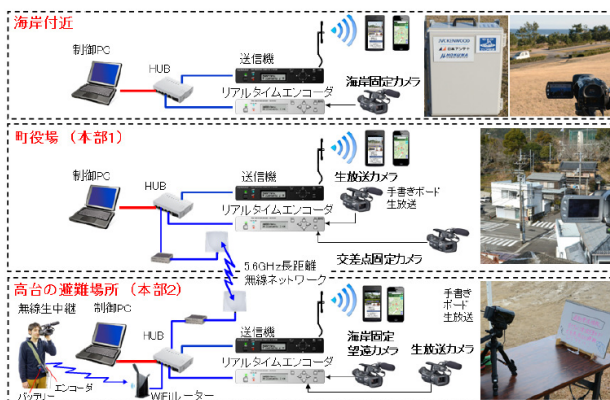 海岸付近
制御PC
HUB
送信機
リアルタイムエンコーダ
海岸固定カメラ
JVCKENWOOD
日本アンテナ
町役場 (本部1)
制御PC
HUB
送信機
リアルタイムエンコーダ
生放送カメラ
手書きボード
生放送
交差点固定カメラ
5.6GHz長距離
無線ネットワーク
高台の避難場所 (本部2)
無線生中継
制御PC
HUB
送信機
リアルタイムエンコーダ
海岸固定
望遠カメラ
生放送カメラ
手書き
ボード
生放送
バッテリー
エンコーダ
WiFiルーター